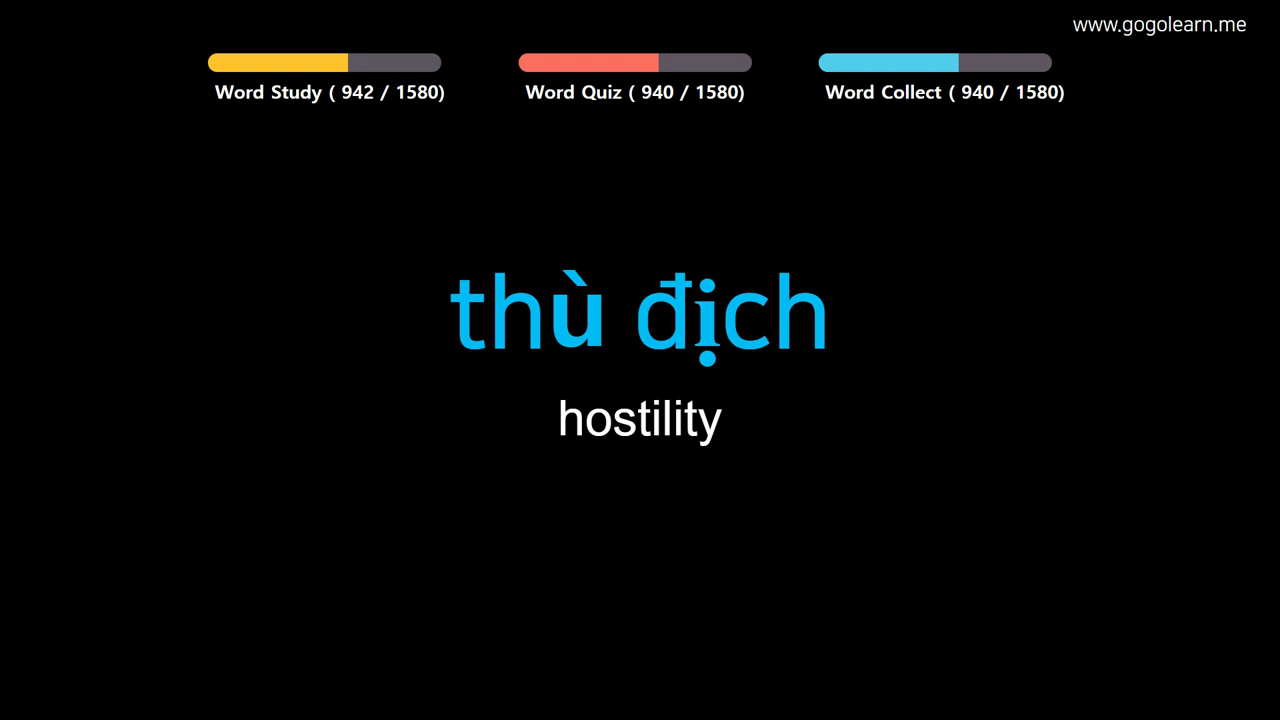 www.gogolearn.me
Word Study ( 942 / 1580)
Word Quiz ( 940 / 1580)
Word Collect ( 940 / 1580)
thù địch
hostility